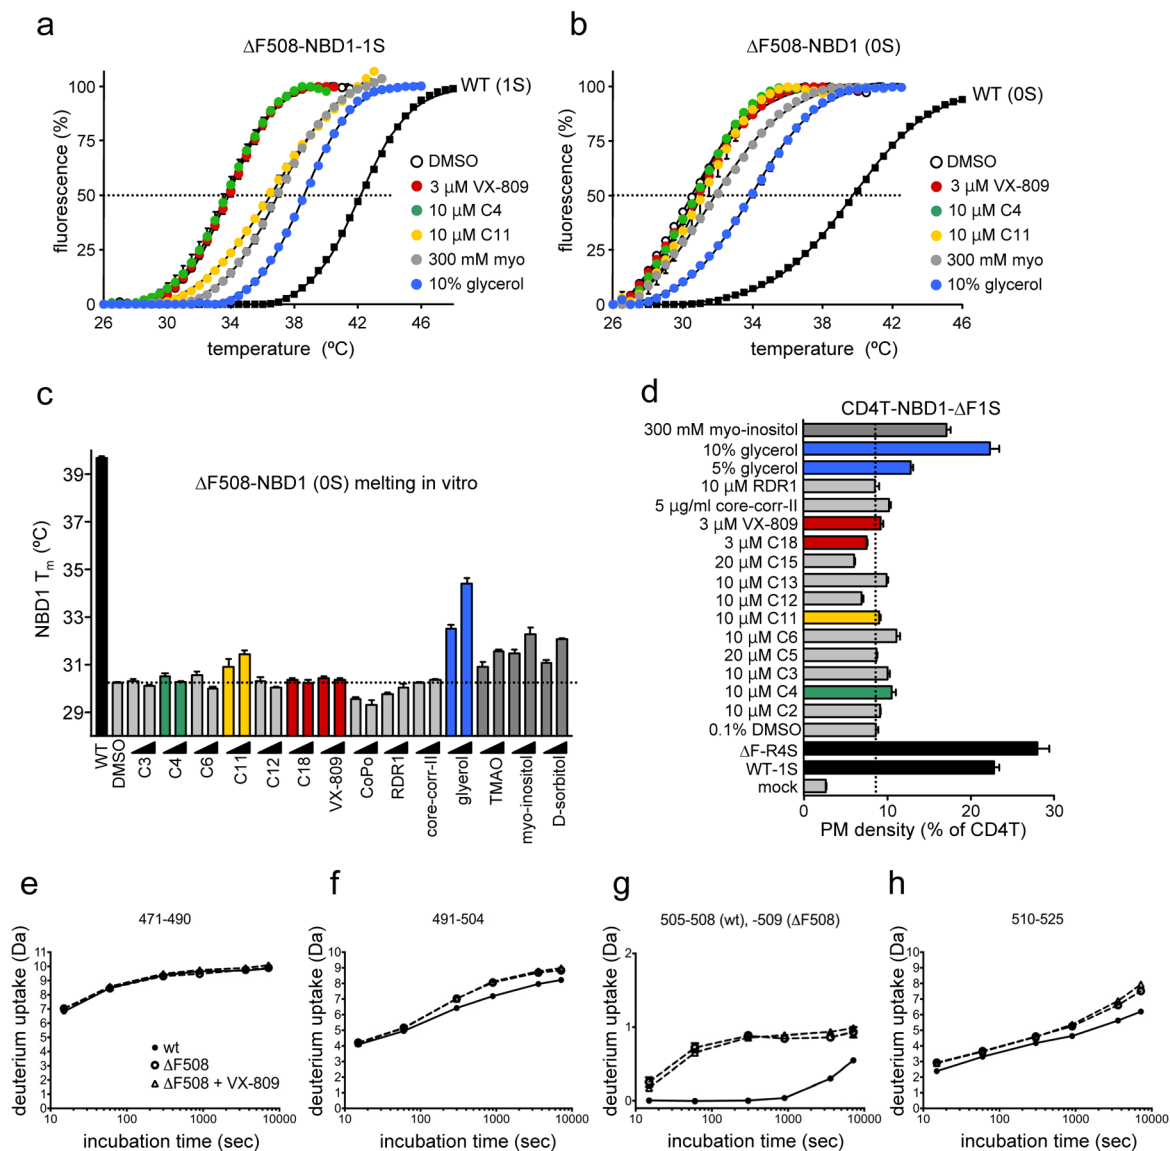 a
ΔF508-NBD1-1S
fluorescence (%)
100
75
50
25
0
26 30 34 38 42 46
temperature (ºC)
WT (1S)
DMSO
3 µM VX-809
10 µM C4
10 µM C11
300 mM myo
10% glycerol
b
ΔF508-NBD1 (0S)
fluorescence (%)
100
75
50
25
0
26 30 34 38 42 46
temperature (ºC)
WT (0S)
DMSO
3 µM VX-809
10 µM C4
10 µM C11
300 mM myo
10% glycerol
c
ΔF508-NBD1 (0S) melting in vitro
NBD1 Tm (ºC)
39
37
35
33
31
29
WT
DMSO
C3
C4
C6
C11
C12
C18
VX-809
CoPo
RDR1
core-corr-II
glyerol
TMAO
myo-inositol
D-sorbitol
d
CD4T-NBD1-ΔF1S
300 mM myo-inositol
10% glycerol
5% glycerol
10 µM RDR1
5 µg/ml core-corr-II
3 µM VX-809
3 µM C18
20 µM C15
10 µM C13
10 µM C12
10 µM C11
10 µM C6
20 µM C5
10 µM C3
10 µM C4
10 µM C2
0.1% DMSO
ΔF-R4S
WT-1S
mock
0 10 20 30
PM density (% of CD4T)
e
471-490
deuterium uptake (Da)
11
10
9
8
7
6
5
4
3
2
1
0
wt
ΔF508
ΔF508 + VX-809
10 100 1000 10000
incubation time (sec)
f
491-504
deuterium uptake (Da)
10
9
8
7
6
5
4
3
2
1
0
10 100 1000 10000
incubation time (sec)
g
505-508 (wt), -509 (ΔF508)
deuterium uptake (Da)
2
1
0
10 100 1000 10000
incubation time (sec)
h
510-525
deuterium uptake (Da)
10
9
8
7
6
5
4
3
2
1
0
10 100 1000 10000
incubation time (sec)